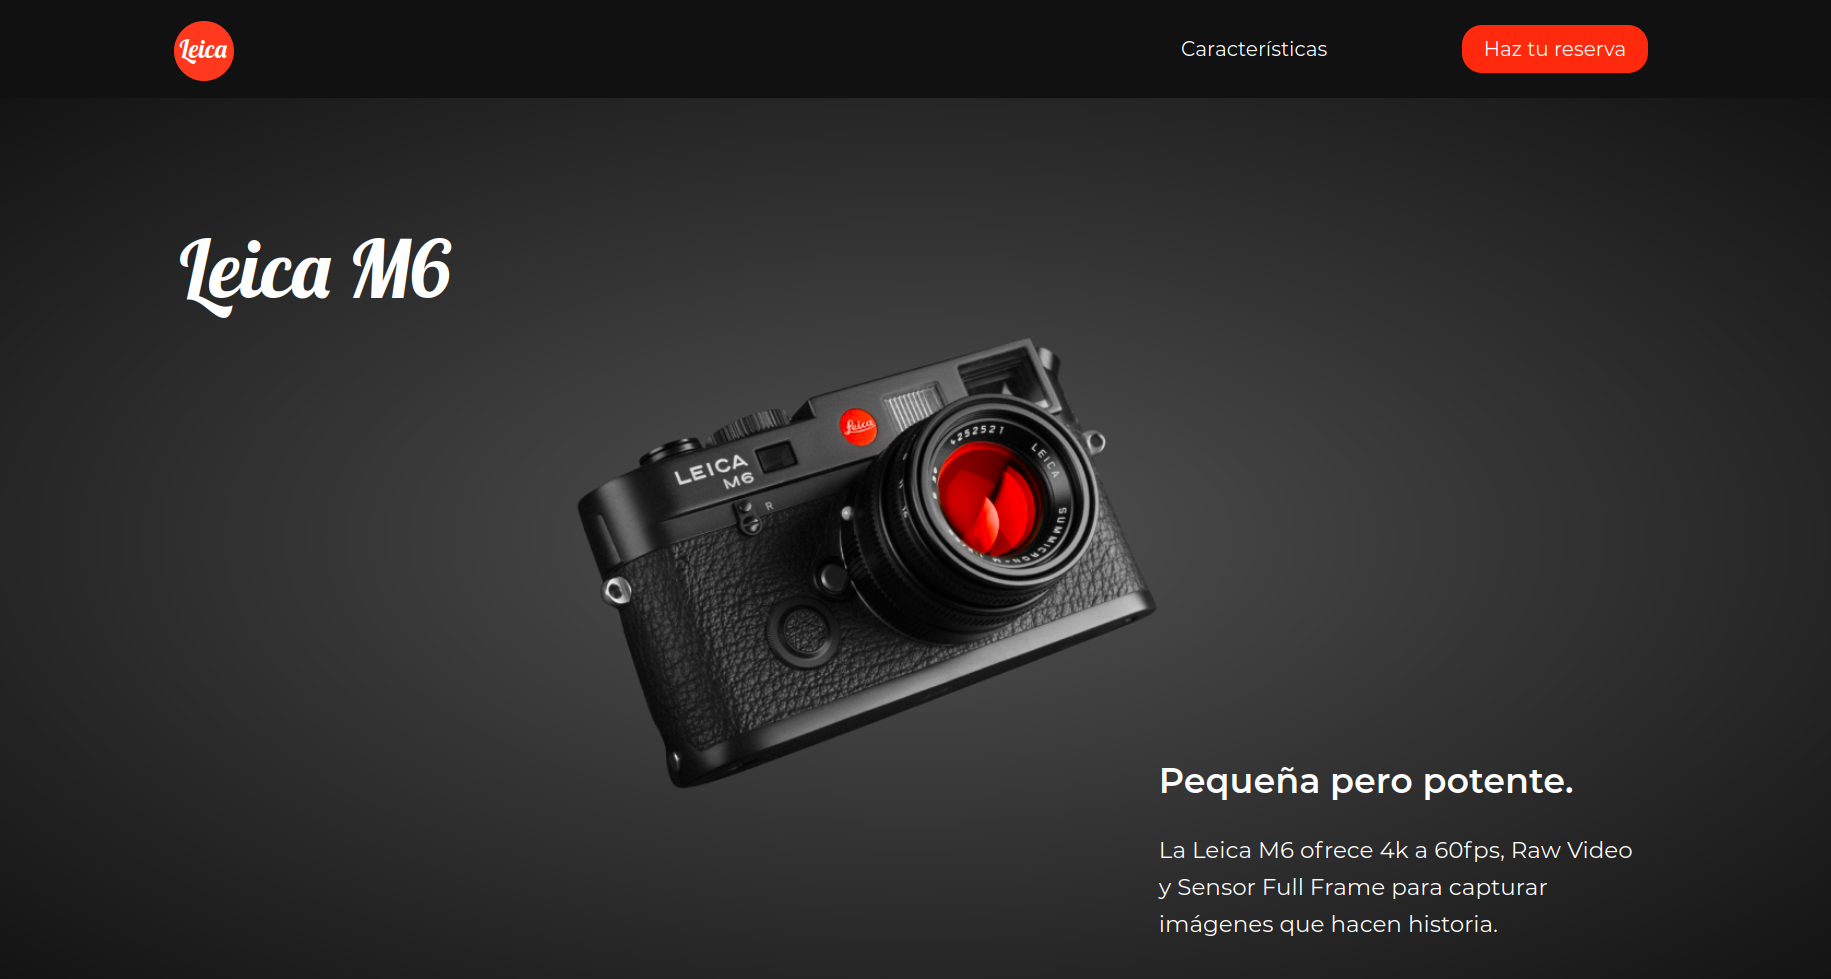 Leica
Características
Haz tu reserva
Leica M6
Leica
LEICA
M6
R
4252521
LEICA
SUMMICRON-M
Pequeña pero potente.
La Leica M6 ofrece 4k a 60fps, Raw Video
y Sensor Full Frame para capturar
imágenes que hacen historia.